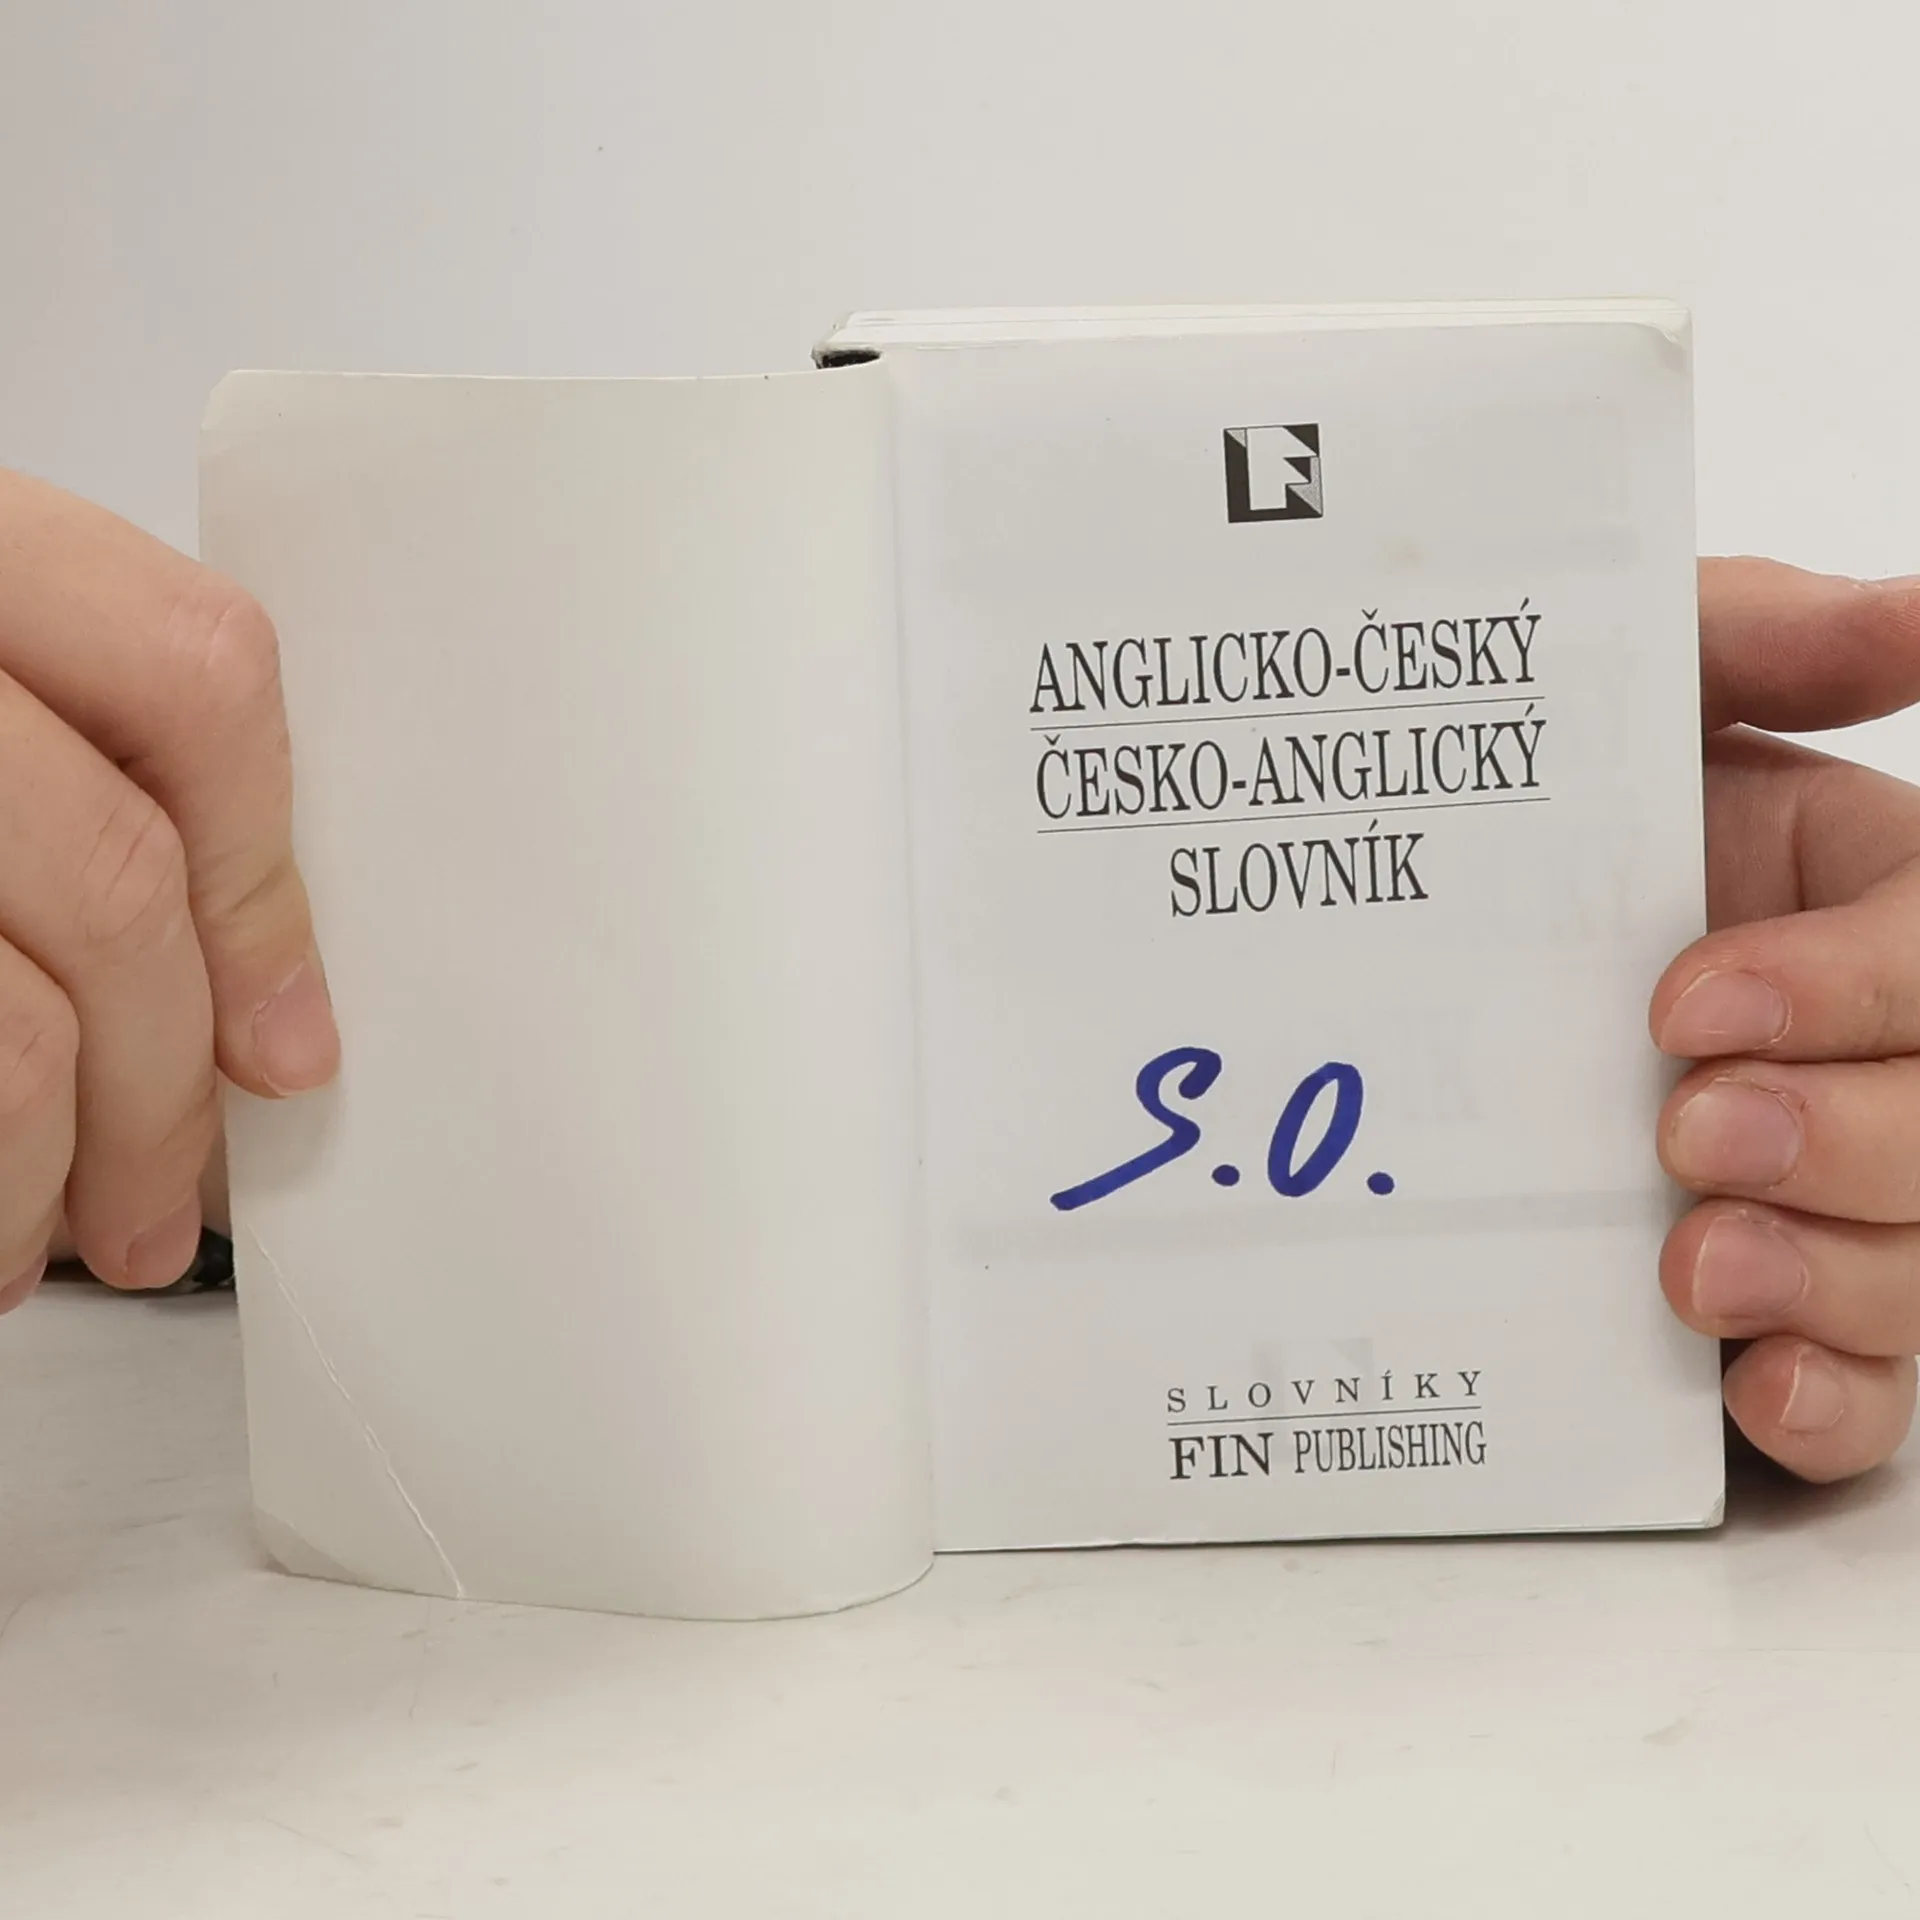 ANGLICKO-ČESKÝ
ČESKO-ANGLICKÝ
SLOVNÍK
S.O.
SLOVNÍKY
FIN PUBLISHING